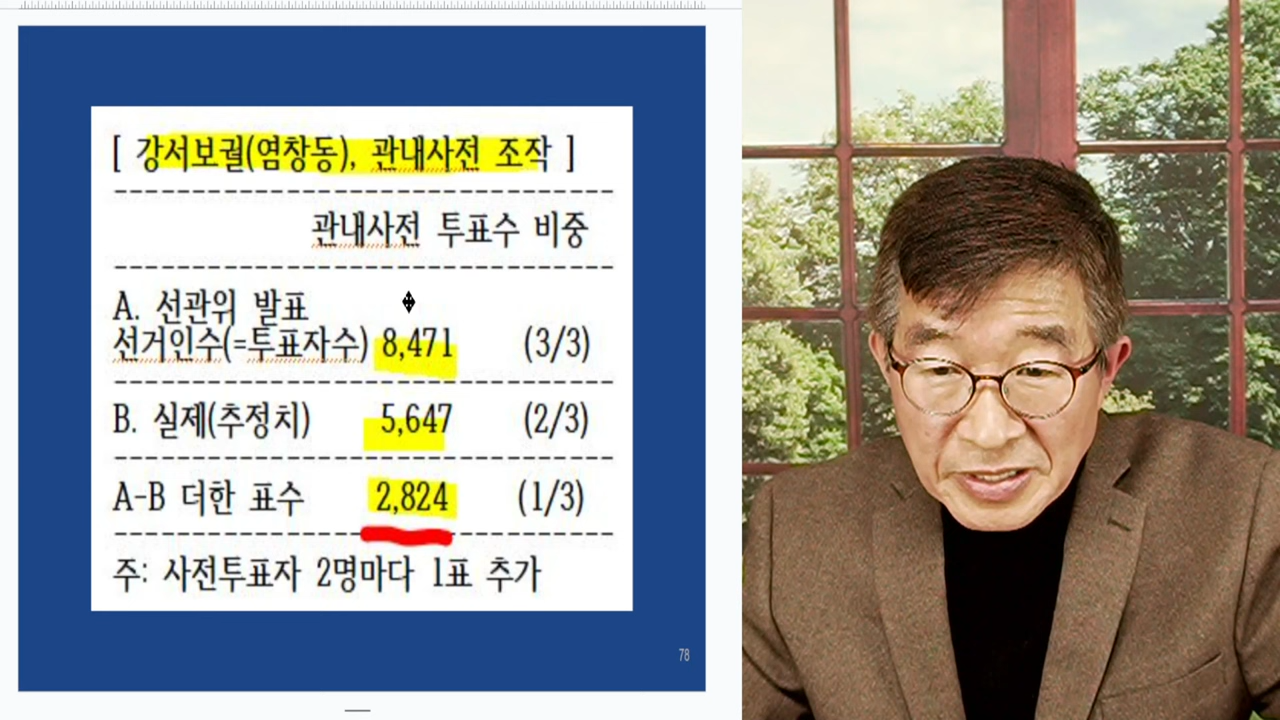 [ 강서보궐(염창동), 관내사전 조작 ]
관내사전 투표수 비중
A. 선관위 발표
선거인수(=투표자수) 8,471 (3/3)
B. 실제(추정치) 5,647 (2/3)
A-B 더한 표수 2,824 (1/3)
주: 사전투표자 2명마다 1표 추가
78